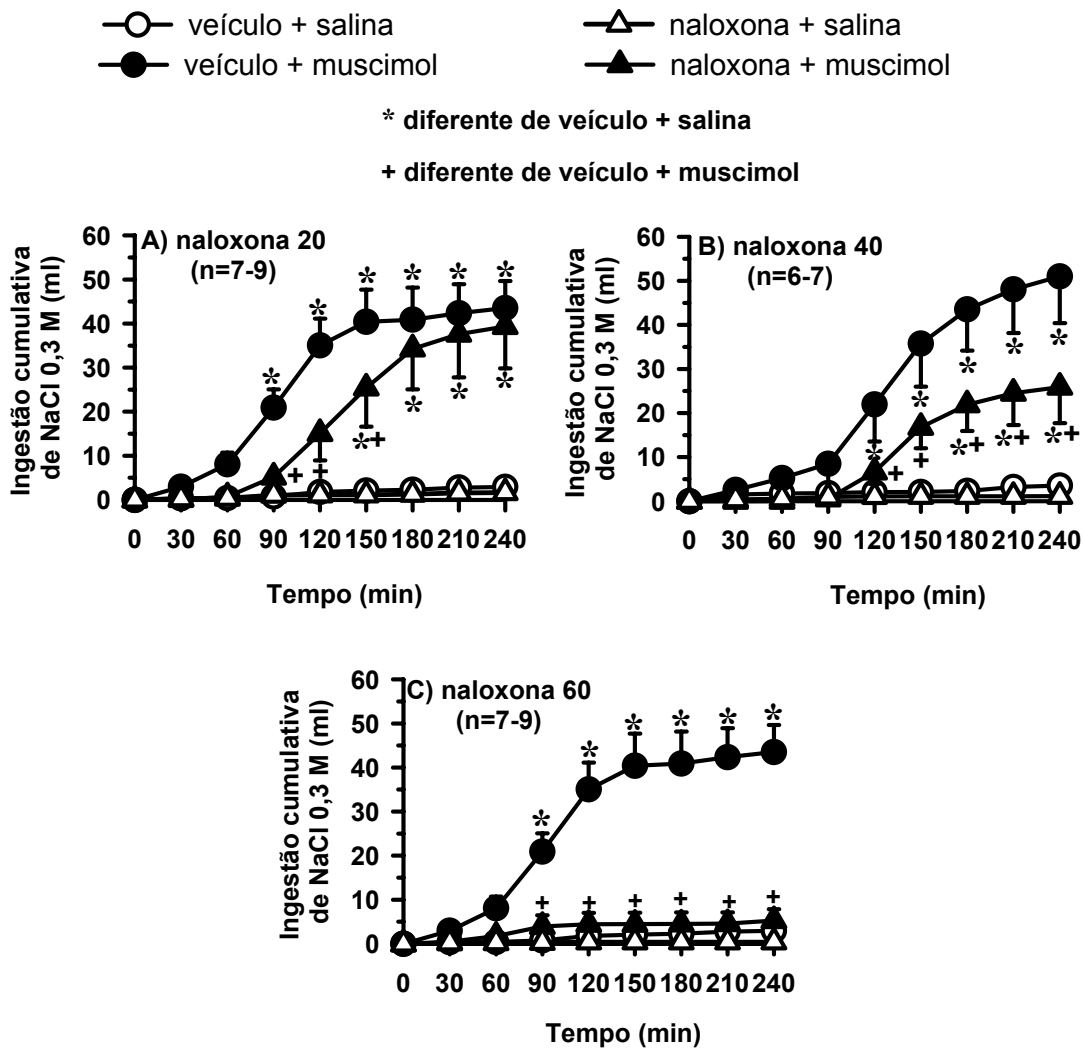 veículo + salina
naloxona + salina
veículo + muscimol
naloxona + muscimol
* diferente de veículo + salina
+ diferente de veículo + muscimol
A) naloxona 20
(n=7-9)
Ingestão cumulativa
de NaCl 0,3 M (ml)
60
50
40
30
20
10
0
* * * * * *
*+ * * *
+ +
0 30 60 90 120 150 180 210 240
Tempo (min)
B) naloxona 40
(n=6-7)
Ingestão cumulativa
de NaCl 0,3 M (ml)
60
50
40
30
20
10
0
* * * * *
+ + *+ *+ *+
0 30 60 90 120 150 180 210 240
Tempo (min)
C) naloxona 60
(n=7-9)
Ingestão cumulativa
de NaCl 0,3 M (ml)
60
50
40
30
20
10
0
* * * * * *
+ + + + + +
0 30 60 90 120 150 180 210 240
Tempo (min)